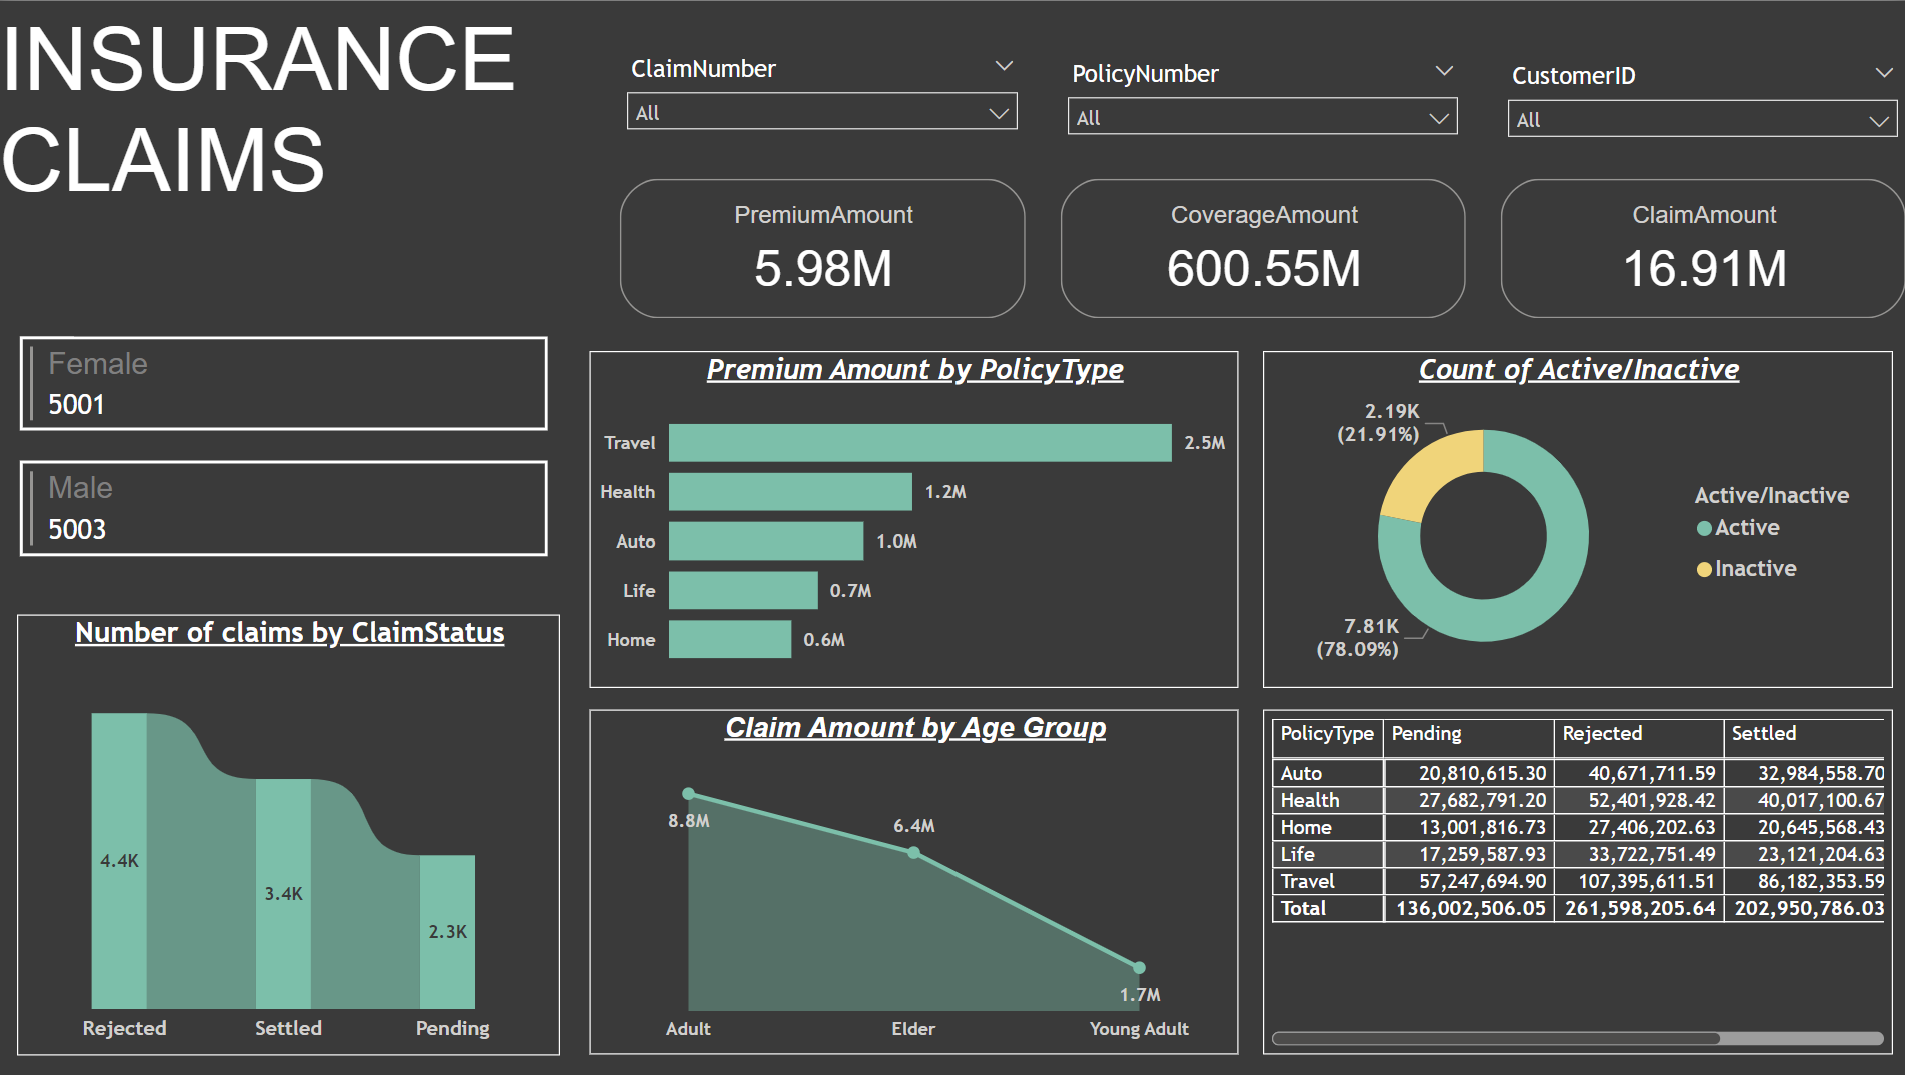 INSURANCE
CLAIMS
ClaimNumber
All
PolicyNumber
All
CustomerID
All
PremiumAmount
5.98M
CoverageAmount
600.55M
ClaimAmount
16.91M
Female
5001
Male
5003
Number of claims by ClaimStatus
4.4K
3.4K
2.3K
Rejected Settled Pending
Premium Amount by PolicyType
Travel 2.5M
Health 1.2M
Auto 1.0M
Life 0.7M
Home 0.6M
Count of Active/Inactive
2.19K
(21.91%)
7.81K
(78.09%)
Active/Inactive
Active
Inactive
Claim Amount by Age Group
8.8M
6.4M
1.7M
Adult Elder Young Adult
PolicyType Pending Rejected Settled
Auto 20,810,615.30 40,671,711.59 32,984,558.70
Health 27,682,791.20 52,401,928.42 40,017,100.67
Home 13,001,816.73 27,406,202.63 20,645,568.43
Life 17,259,587.93 33,722,751.49 23,121,204.63
Travel 57,247,694.90 107,395,611.51 86,182,353.59
Total 136,002,506.05 261,598,205.64 202,950,786.03